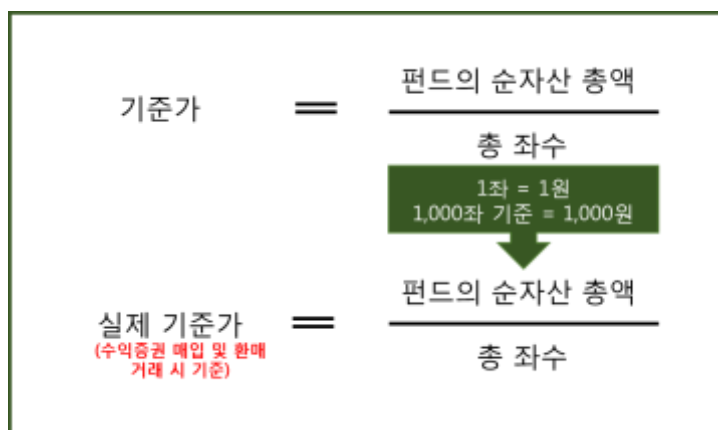 기준가 = 펀드의 순자산 총액
총 좌수
1좌 = 1원
1,000좌 기준 = 1,000원
실제 기준가 = 펀드의 순자산 총액
(수익증권 매입 및 환매
거래 시 기준)
총 좌수